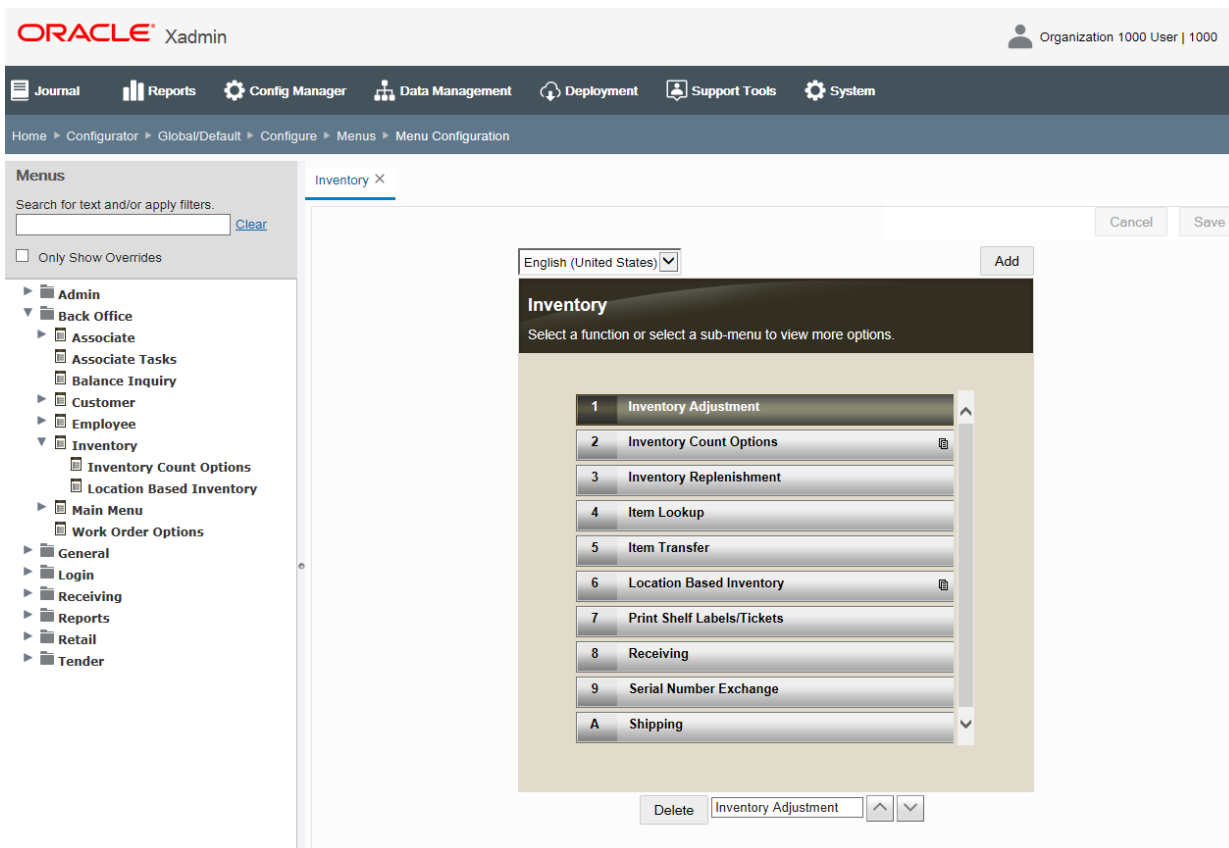 ORACLE Xadmin
Organization 1000 User | 1000
Journal Reports Config Manager Data Management Deployment Support Tools System
Home Configurator Global/Default Configure Menus Menu Configuration
Menus
Search for text and/or apply filters.
Clear
Only Show Overrides
Admin
Back Office
Associate
Associate Tasks
Balance Inquiry
Customer
Employee
Inventory
Inventory Count Options
Location Based Inventory
Main Menu
Work Order Options
General
Login
Receiving
Reports
Retail
Tender
Inventory
Cancel Save
English (United States) Add
Inventory
Select a function or select a sub-menu to view more options.
1 Inventory Adjustment
2 Inventory Count Options
3 Inventory Replenishment
4 Item Lookup
5 Item Transfer
6 Location Based Inventory
7 Print Shelf Labels/Tickets
8 Receiving
9 Serial Number Exchange
A Shipping
Delete Inventory Adjustment